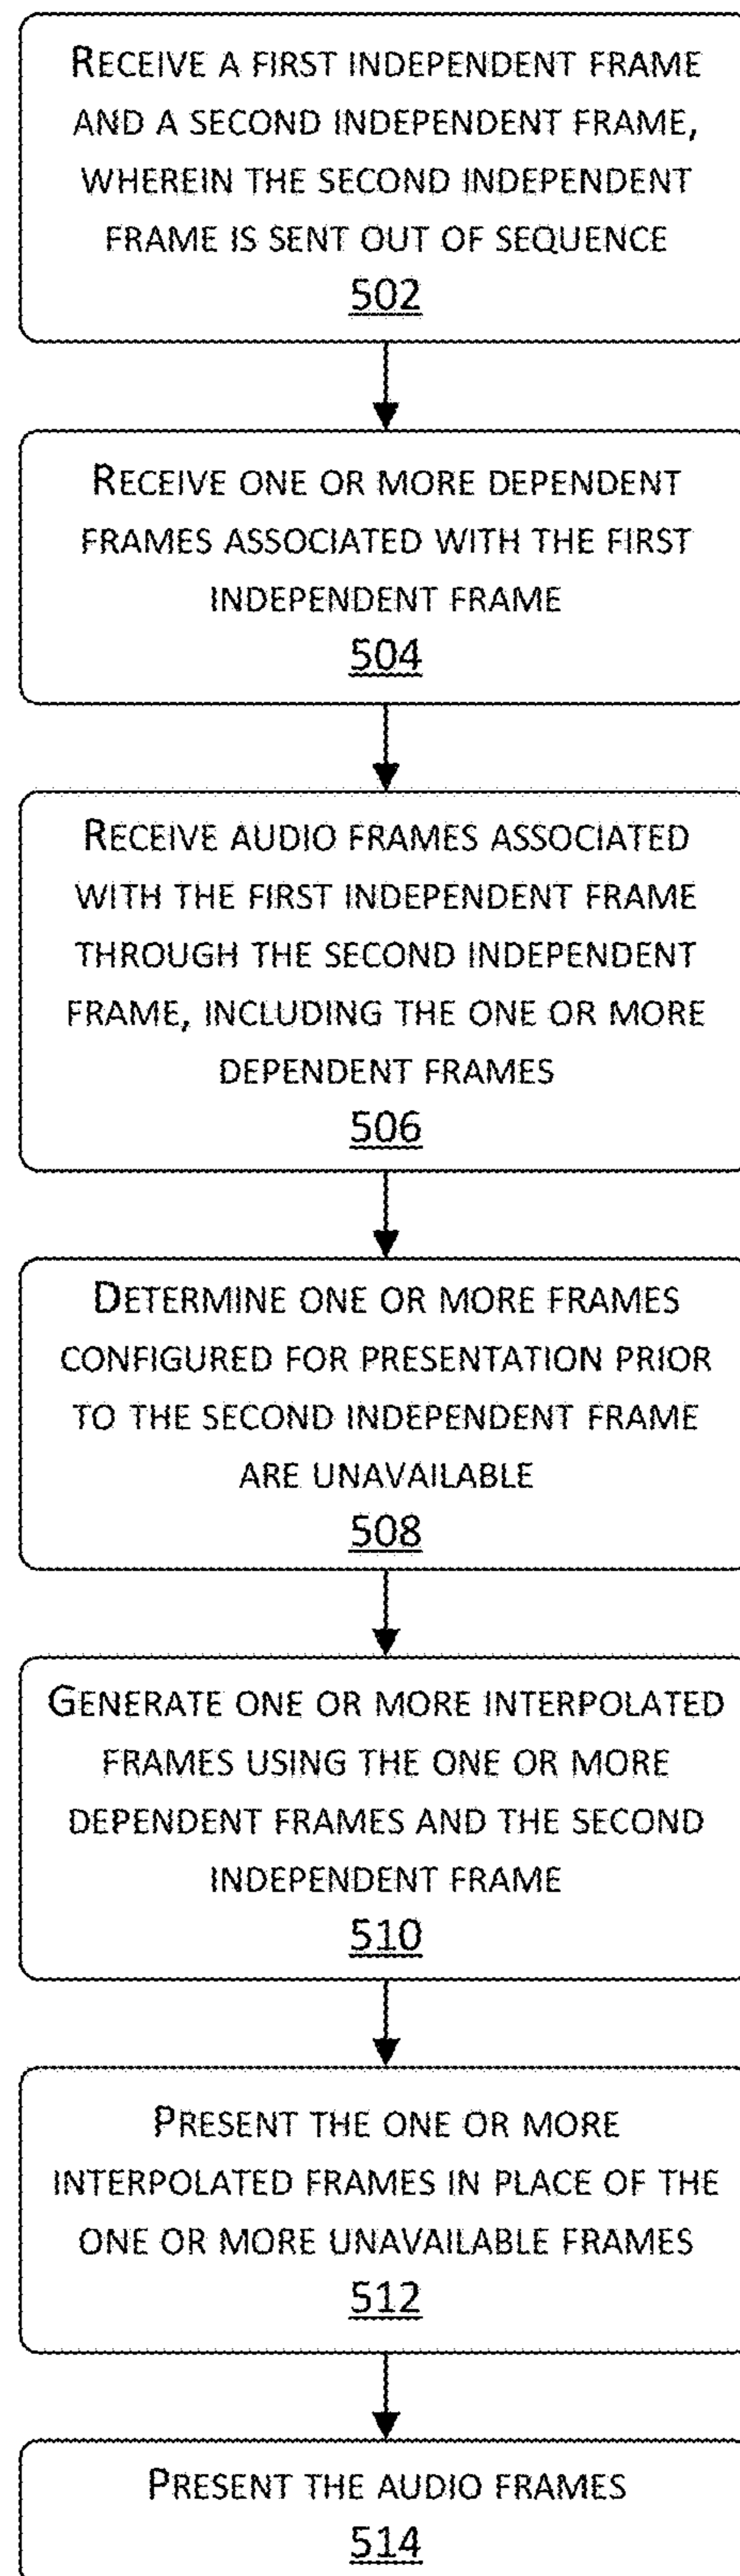 RECEIVE A FIRST INDEPENDENT FRAME
AND A SECOND INDEPENDENT FRAME,
WHEREIN THE SECOND INDEPENDENT
FRAME IS SENT OUT OF SEQUENCE
502
RECEIVE ONE OR MORE DEPENDENT
FRAMES ASSOCIATED WITH THE FIRST
INDEPENDENT FRAME
504
RECEIVE AUDIO FRAMES ASSOCIATED
WITH THE FIRST INDEPENDENT FRAME
THROUGH THE SECOND INDEPENDENT
FRAME, INCLUDING THE ONE OR MORE
DEPENDENT FRAMES
506
DETERMINE ONE OR MORE FRAMES
CONFIGURED FOR PRESENTATION PRIOR
TO THE SECOND INDEPENDENT FRAME
ARE UNAVAILABLE
508
GENERATE ONE OR MORE INTERPOLATED
FRAMES USING THE ONE OR MORE
DEPENDENT FRAMES AND THE SECOND
INDEPENDENT FRAME
510
PRESENT THE ONE OR MORE
INTERPOLATED FRAMES IN PLACE OF THE
ONE OR MORE UNAVAILABLE FRAMES
512
PRESENT THE AUDIO FRAMES
514